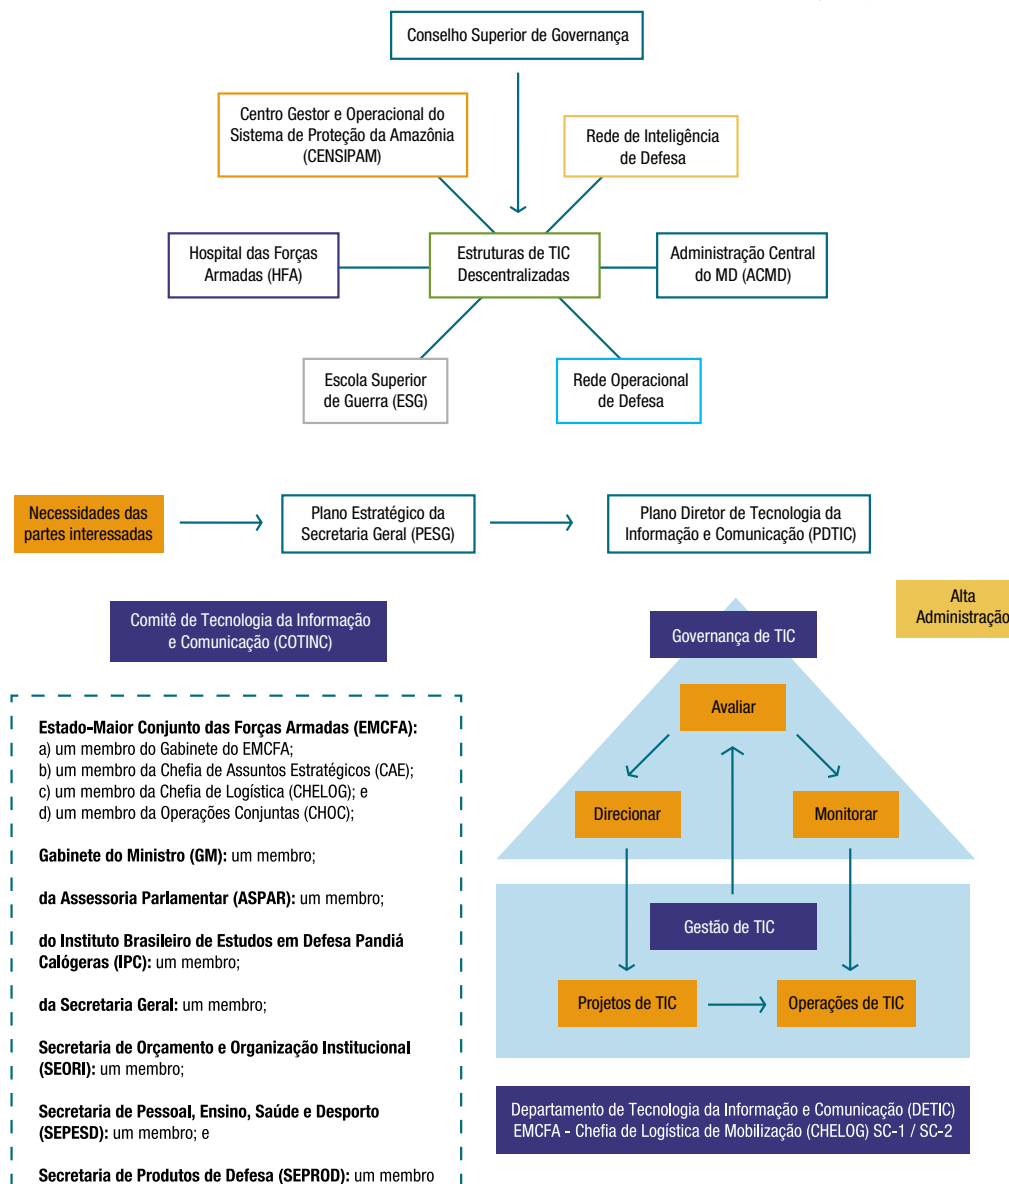 Conselho Superior de Governança
Centro Gestor e Operacional do
Sistema de Proteção da Amazônia
(CENSIPAM)
Rede de Inteligência
de Defesa
Hospital das Forças
Armadas (HFA)
Estruturas de TIC
Descentralizadas
Administração Central
do MD (ACMD)
Escola Superior
de Guerra (ESG)
Rede Operacional
de Defesa
Necessidades das
partes interessadas
Plano Estratégico da
Secretaria Geral (PESG)
Plano Diretor de Tecnologia da
Informação e Comunicação (PDTIC)
Comitê de Tecnologia da Informação
e Comunicação (COTINC)
Estado-Maior Conjunto das Forças Armadas (EMCFA):
a) um membro do Gabinete do EMCFA;
b) um membro da Chefia de Assuntos Estratégicos (CAE);
c) um membro da Chefia de Logística (CHELOG); e
d) um membro da Operações Conjuntas (CHOC);
Gabinete do Ministro (GM): um membro;
da Assessoria Parlamentar (ASPAR): um membro;
do Instituto Brasileiro de Estudos em Defesa Pandiá
Calógeras (IPC): um membro;
da Secretaria Geral: um membro;
Secretaria de Orçamento e Organização Institucional
(SEORI): um membro;
Secretaria de Pessoal, Ensino, Saúde e Desporto
(SEPESD): um membro; e
Secretaria de Produtos de Defesa (SEPROD): um membro
Alta
Administração
Governança de TIC
Avaliar
Direcionar
Monitorar
Gestão de TIC
Projetos de TIC
Operações de TIC
Departamento de Tecnologia da Informação e Comunicação (DETIC)
EMCFA - Chefia de Logística de Mobilização (CHELOG) SC-1 / SC-2